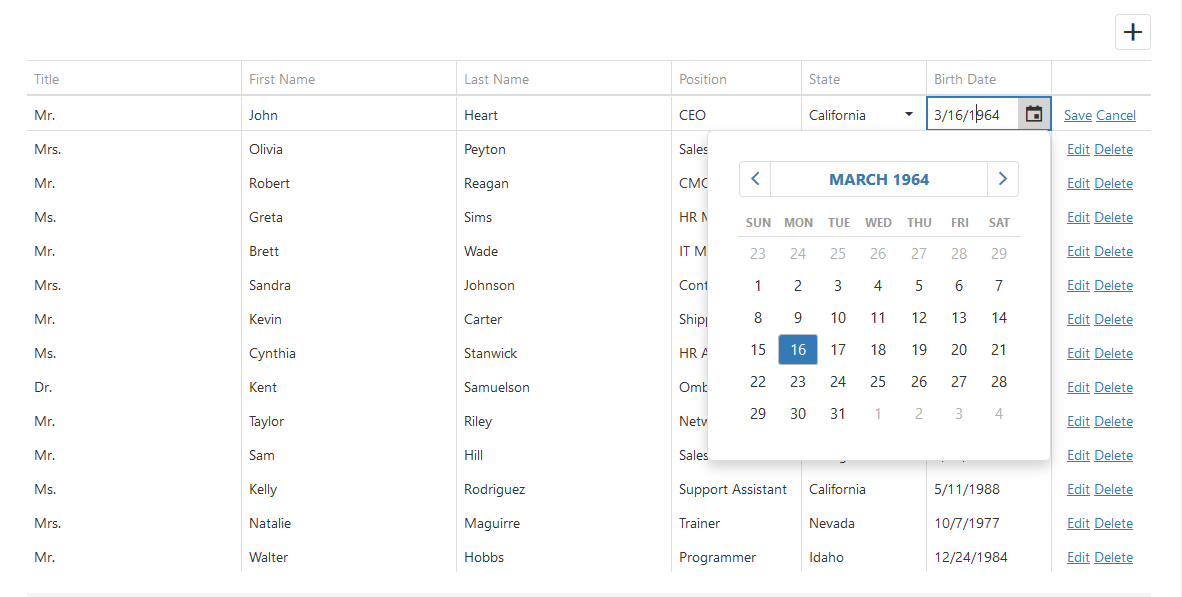 Title First Name Last Name Position State Birth Date
Mr. John Heart CEO California 3/16/1964 Save Cancel
Mrs. Olivia Peyton Sales Edit Delete
MARCH 1964
Mr. Robert Reagan CMO Edit Delete
Ms. Greta Sims HR M Edit Delete
SUN MON TUE WED THU FRI SAT
Mr. Brett Wade IT M Edit Delete
23 24 25 26 27 28 29
Mrs. Sandra Johnson Cont Edit Delete
1 2 3 4 5 6 7
Mr. Kevin Carter Shipp Edit Delete
8 9 10 11 12 13 14
Ms. Cynthia Stanwick HR A Edit Delete
15 16 17 18 19 20 21
Dr. Kent Samuelson Omb Edit Delete
22 23 24 25 26 27 28
Mr. Taylor Riley Netw Edit Delete
29 30 31 1 2 3 4
Mr. Sam Hill Sales Edit Delete
Ms. Kelly Rodriguez Support Assistant California 5/11/1988 Edit Delete
Mrs. Natalie Maguirre Trainer Nevada 10/7/1977 Edit Delete
Mr. Walter Hobbs Programmer Idaho 12/24/1984 Edit Delete